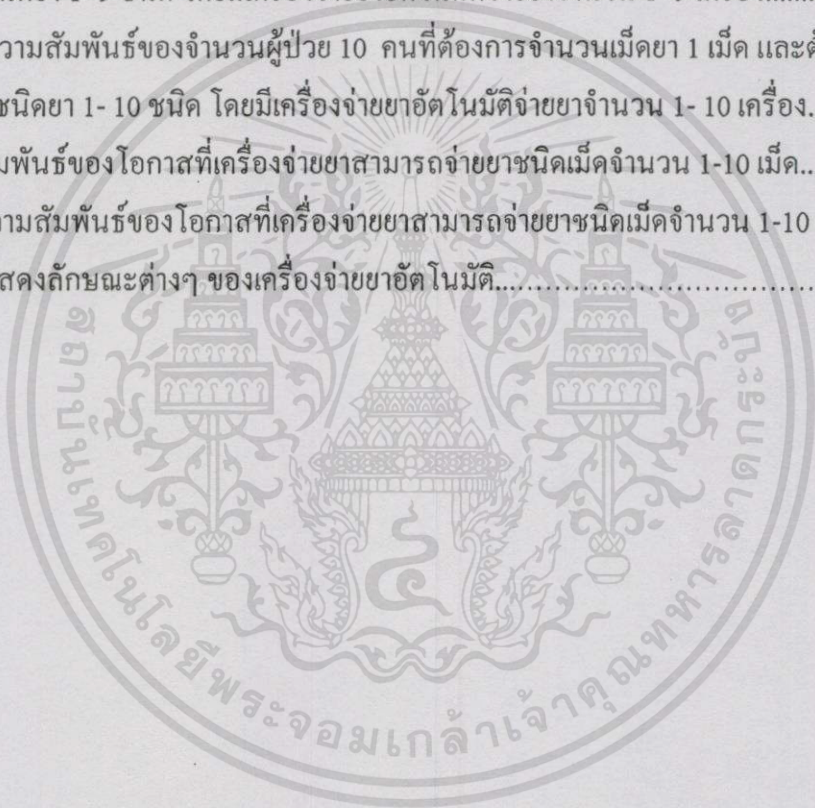 ความสัมพันธ์ของจำนวนผู้ป่วย 10 คนที่ต้องการจำนวนเม็ดยา 1 เม็ด และ
ชนิดยา 1- 10 ชนิด โดยมีเครื่องจ่ายยาอัตโนมัติจ่ายยาจำนวน 1- 10 เครื่อง..
มพันธ์ของโอกาสที่เครื่องจ่ายยาสามารถจ่ายยาชนิดเม็ดจำนวน 1-10 เม็ด..
วามสัมพันธ์ของโอกาสที่เครื่องจ่ายยาสามารถจ่ายยาชนิดเม็ดจำนวน 1-10
สดงลักษณะต่างๆ ของเครื่องจ่ายยาอัตโนมัติ.....................................
สถาบันเทคโนโลยีพระจอมเกล้าเจ้าคุณทหารลาดกระบัง
๔